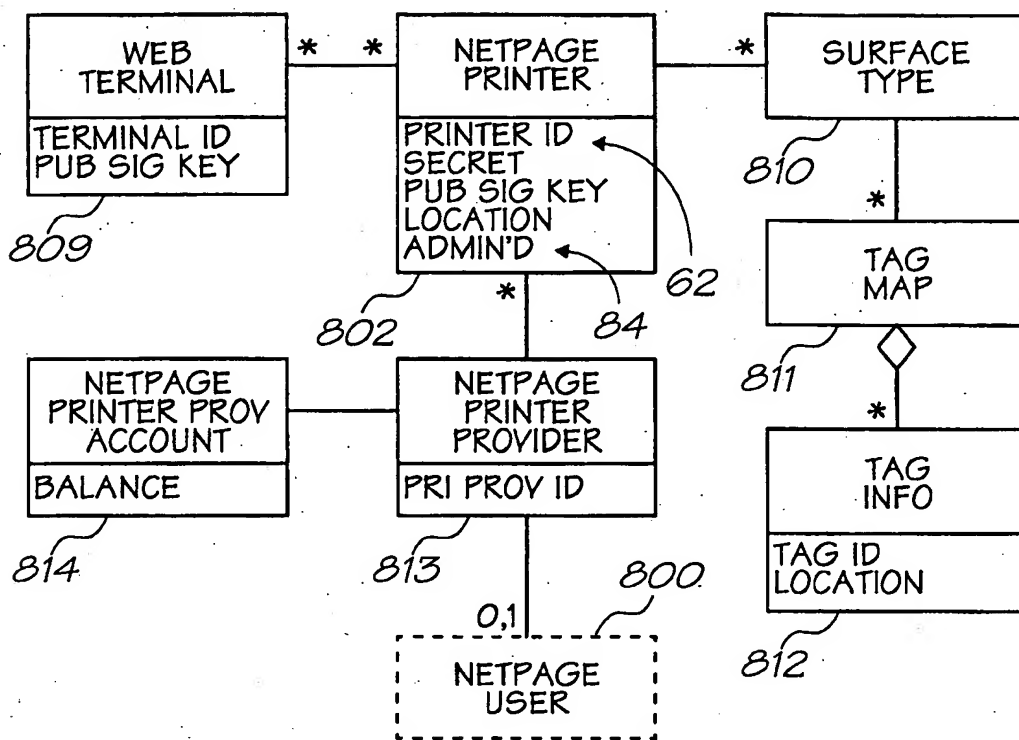 WEB
TERMINAL
TERMINAL ID
PUB SIG KEY
809
*
*
NETPAGE
PRINTER
PRINTER ID
SECRET
PUB SIG KEY
LOCATION
ADMIN'D
802
62
84
*
SURFACE
TYPE
810
*
TAG
MAP
811
*
TAG
INFO
TAG ID
LOCATION
812
*
NETPAGE
PRINTER PROV
ACCOUNT
BALANCE
814
NETPAGE
PRINTER
PROVIDER
PRI PROV ID
813
0,1
800
NETPAGE
USER